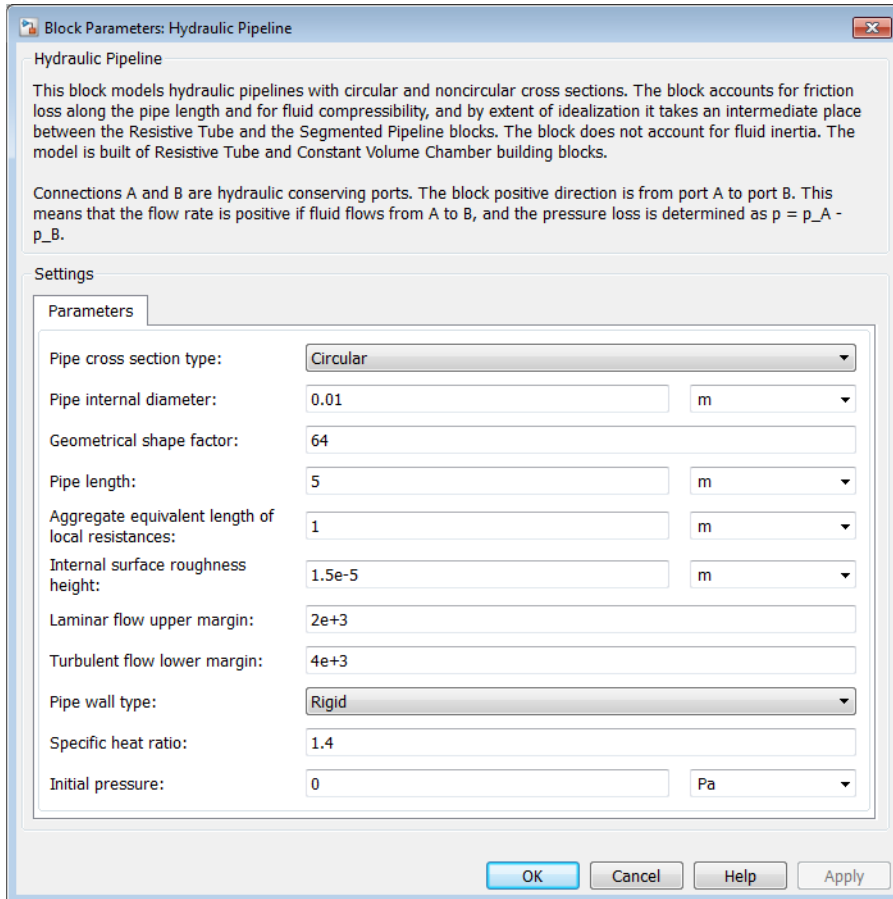 Block Parameters: Hydraulic Pipeline
Hydraulic Pipeline
This block models hydraulic pipelines with circular and noncircular cross sections. The block accounts for friction
loss along the pipe length and for fluid compressibility, and by extent of idealization it takes an intermediate place
between the Resistive Tube and the Segmented Pipeline blocks. The block does not account for fluid inertia. The
model is built of Resistive Tube and Constant Volume Chamber building blocks.
Connections A and B are hydraulic conserving ports. The block positive direction is from port A to port B. This
means that the flow rate is positive if fluid flows from A to B, and the pressure loss is determined as p = p_A -
p_B.
Settings
Parameters
Pipe cross section type: Circular
Pipe internal diameter: 0.01 m
Geometrical shape factor: 64
Pipe length: 5 m
Aggregate equivalent length of
local resistances: 1 m
Internal surface roughness
height: 1.5e-5 m
Laminar flow upper margin: 2e+3
Turbulent flow lower margin: 4e+3
Pipe wall type: Rigid
Specific heat ratio: 1.4
Initial pressure: 0 Pa
OK Cancel Help Apply